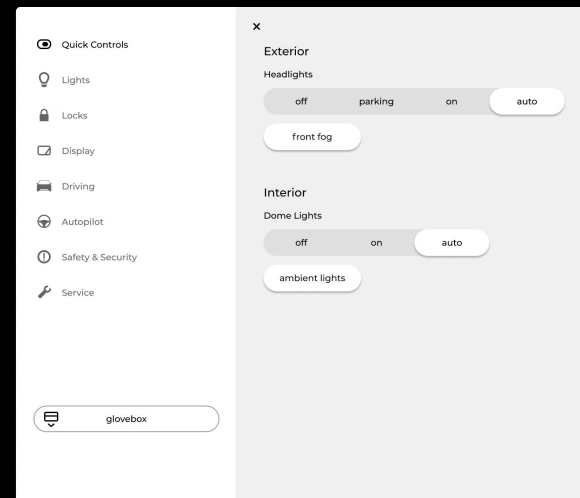 Quick Controls
Lights
Locks
Display
Driving
Autopilot
Safety & Security
Service
glovebox
×
Exterior
Headlights
off parking on auto
front fog
Interior
Dome Lights
off on auto
ambient lights